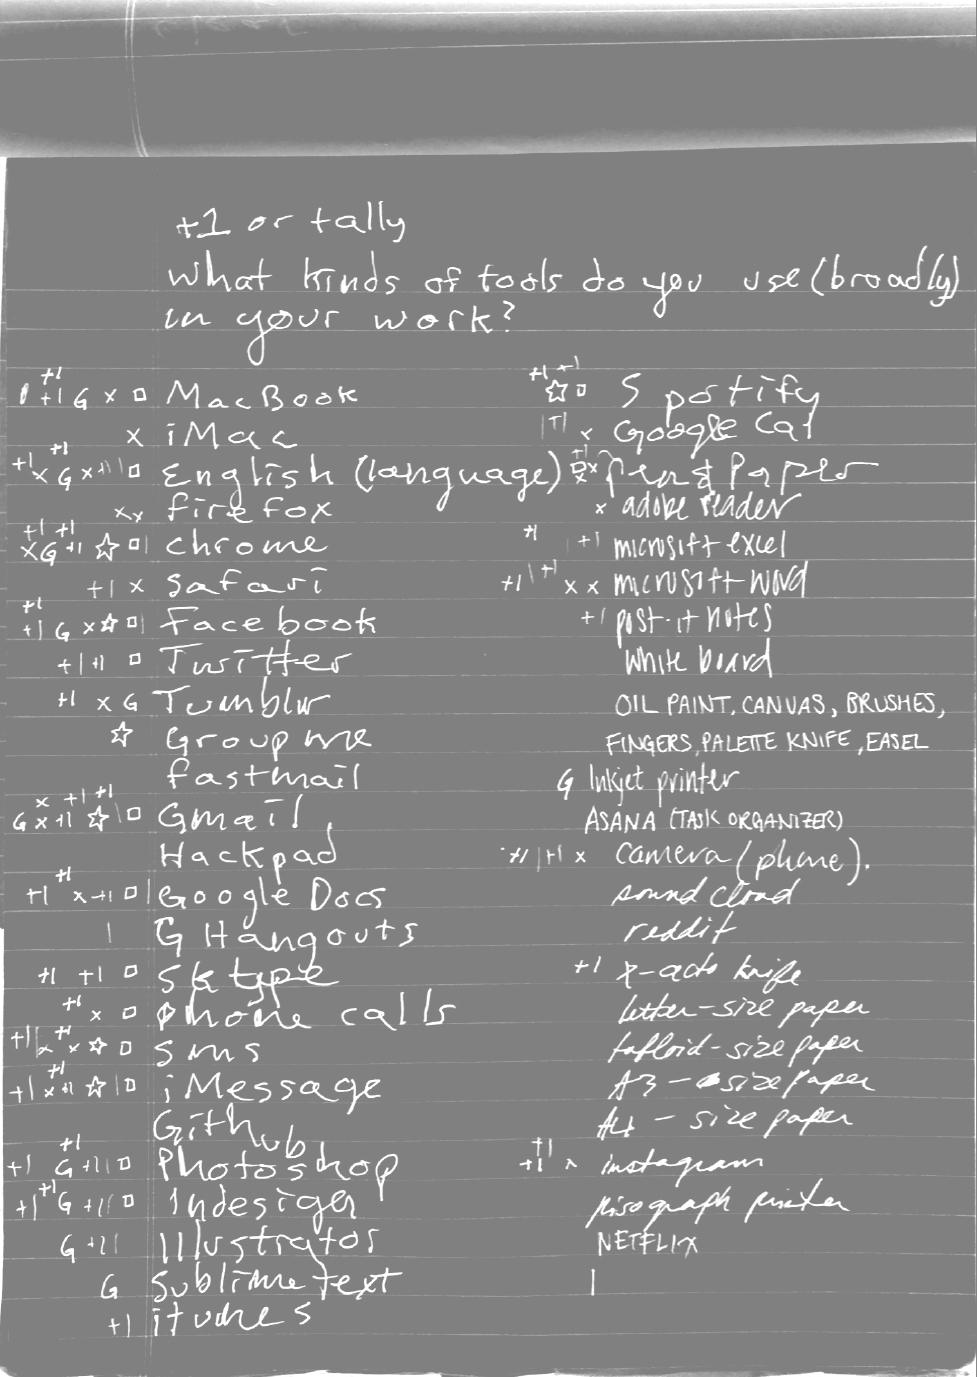 +1 or tally
What kinds of tools do you use (broadly)
in your work?
+1
+1 G x □ MacBook
x iMac
+1
+1 x G x +1 | □ English (language)
x x firefox
+1 +1
x G +1 ☆ □ | chrome
+1 x safari
+1
+1 G x ☆ □ | Facebook
+1 +1 □ Twitter
+1 x G Tumblr
☆ Group me
fastmail
x +1 +1
G x +1 ☆ | □ Gmail
Hackpad
+1
+1 x +1 □ | Google Docs
| G Hangouts
+1 +1 □ Sktype
+1 x □ Phone calls
+1
+1 | x x ☆ □ sms
+1
+1 x +1 ☆ | □ iMessage
Github
+1
+1 G +1 | □ Photoshop
+1
+1 G +1 | □ Indesign
G +1 | Illustrator
G Sublime text
+1 itunes
+1 +1
☆ □ Spotify
| +1 x Google Cal
+1
□ x Pen & Paper
x adobe reader
+1 | +1 microsift excel
+1 | +1 x x microsift word
+1 post-it notes
white board
OIL PAINT, CANVAS, BRUSHES,
FINGERS, PALETTE KNIFE, EASEL
G Inkjet printer
ASANA (TASK ORGANIZER)
+1 | +1 x camera (phone).
sound cloud
reddit
+1 x-acto knife
letter-size paper
tabloid-size paper
A3 - size paper
A4 - size paper
+1 |
+1 x instagram
risograph printer
NETFLIX
|